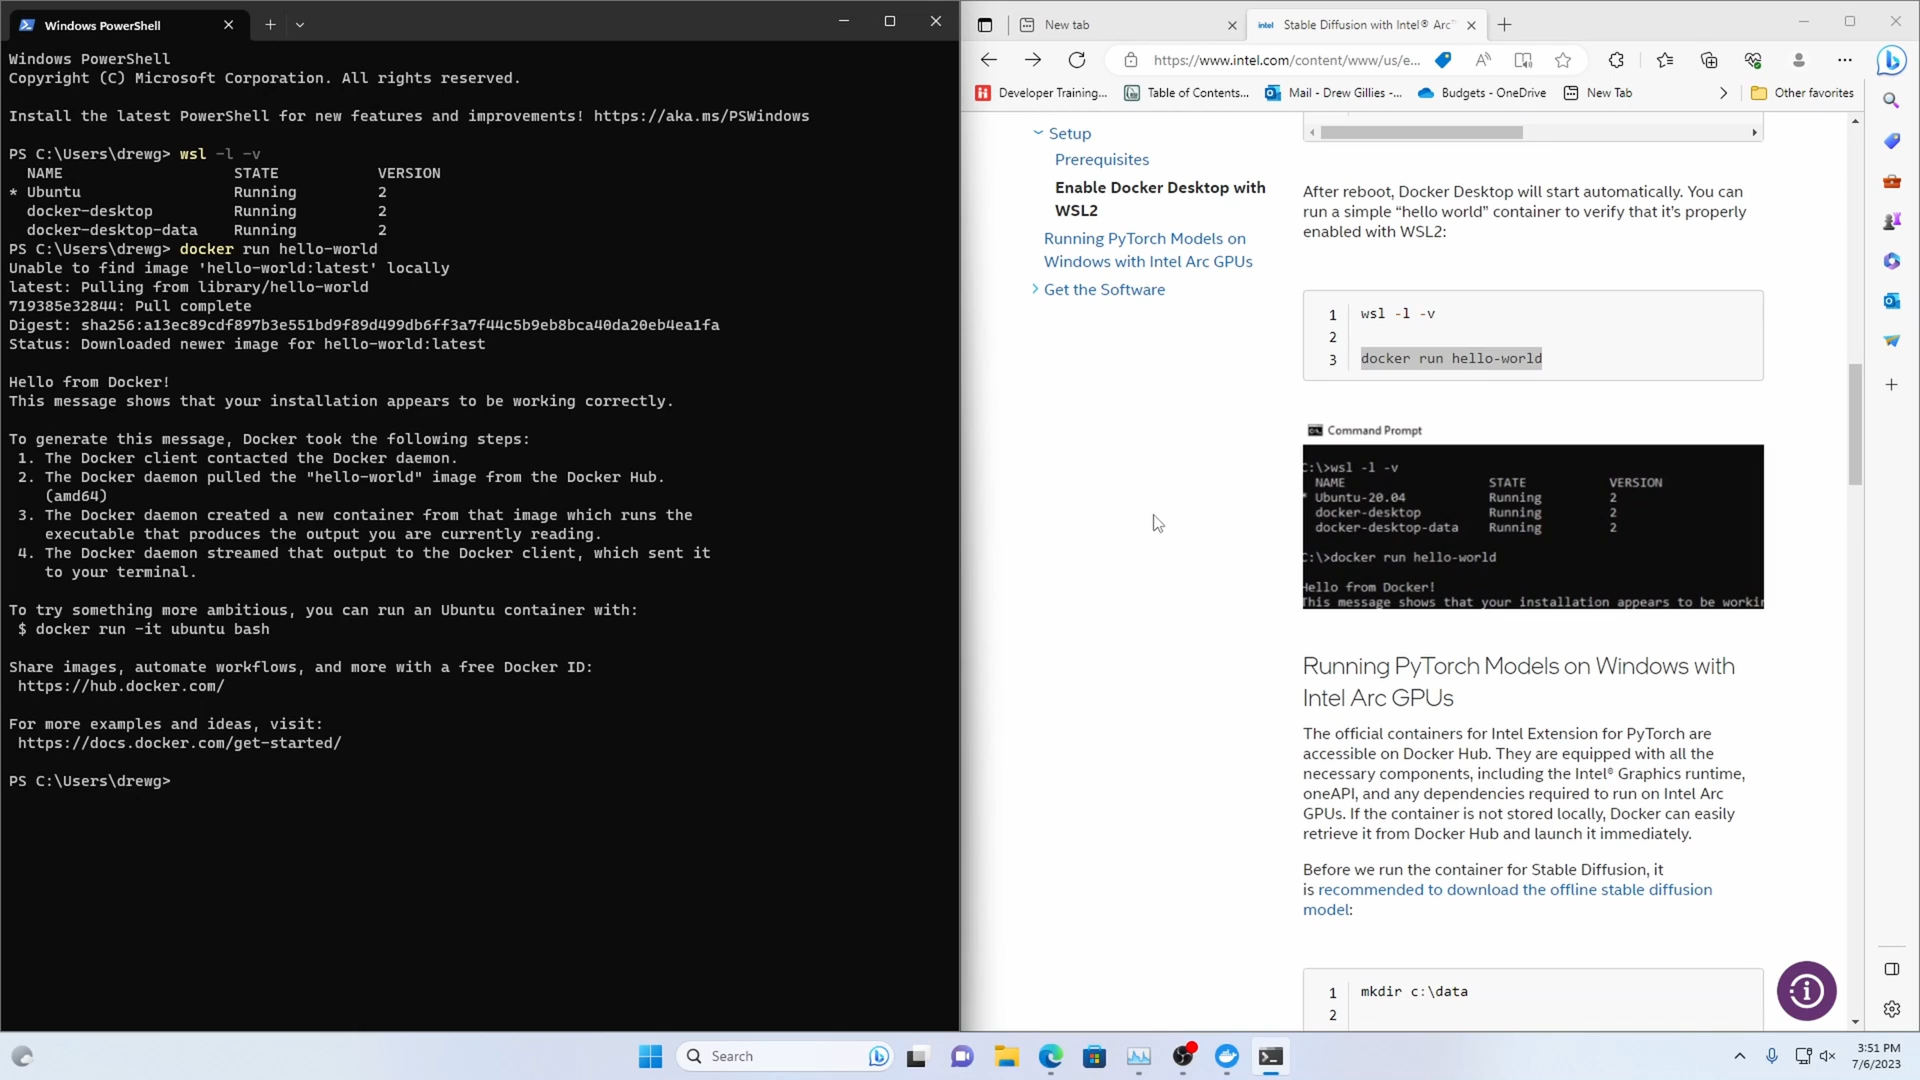 Windows PowerShell
Windows PowerShell
Copyright (C) Microsoft Corporation. All rights reserved.
Install the latest PowerShell for new features and improvements! https://aka.ms/PSWindows
PS C:\Users\drewg> wsl -l -v
NAME STATE VERSION
* Ubuntu Running 2
docker-desktop Running 2
docker-desktop-data Running 2
PS C:\Users\drewg> docker run hello-world
Unable to find image 'hello-world:latest' locally
latest: Pulling from library/hello-world
719385e32844: Pull complete
Digest: sha256:a13ec89cdf897b3e551bd9f89d499db6ff3a7f44c5b9eb8bca40da20eb4ea1fa
Status: Downloaded newer image for hello-world:latest
Hello from Docker!
This message shows that your installation appears to be working correctly.
To generate this message, Docker took the following steps:
1. The Docker client contacted the Docker daemon.
2. The Docker daemon pulled the "hello-world" image from the Docker Hub.
(amd64)
3. The Docker daemon created a new container from that image which runs the
executable that produces the output you are currently reading.
4. The Docker daemon streamed that output to the Docker client, which sent it
to your terminal.
To try something more ambitious, you can run an Ubuntu container with:
$ docker run -it ubuntu bash
Share images, automate workflows, and more with a free Docker ID:
https://hub.docker.com/
For more examples and ideas, visit:
https://docs.docker.com/get-started/
PS C:\Users\drewg>
New tab
intel Stable Diffusion with Intel® Arc™
https://www.intel.com/content/www/us/e...
Developer Training...
Table of Contents...
Mail - Drew Gillies -...
Budgets - OneDrive
New Tab
Other favorites
Setup
Prerequisites
Enable Docker Desktop with
WSL2
Running PyTorch Models on
Windows with Intel Arc GPUs
Get the Software
After reboot, Docker Desktop will start automatically. You can
run a simple “hello world” container to verify that it’s properly
enabled with WSL2:
1 wsl -l -v
2
3 docker run hello-world
Command Prompt
C:\>wsl -l -v
NAME STATE VERSION
* Ubuntu-20.04 Running 2
docker-desktop Running 2
docker-desktop-data Running 2
C:\>docker run hello-world
Hello from Docker!
This message shows that your installation appears to be workin
Running PyTorch Models on Windows with
Intel Arc GPUs
The official containers for Intel Extension for PyTorch are
accessible on Docker Hub. They are equipped with all the
necessary components, including the Intel® Graphics runtime,
oneAPI, and any dependencies required to run on Intel Arc
GPUs. If the container is not stored locally, Docker can easily
retrieve it from Docker Hub and launch it immediately.
Before we run the container for Stable Diffusion, it
is recommended to download the offline stable diffusion
model:
1 mkdir c:\data
2
Search
3:51 PM
7/6/2023